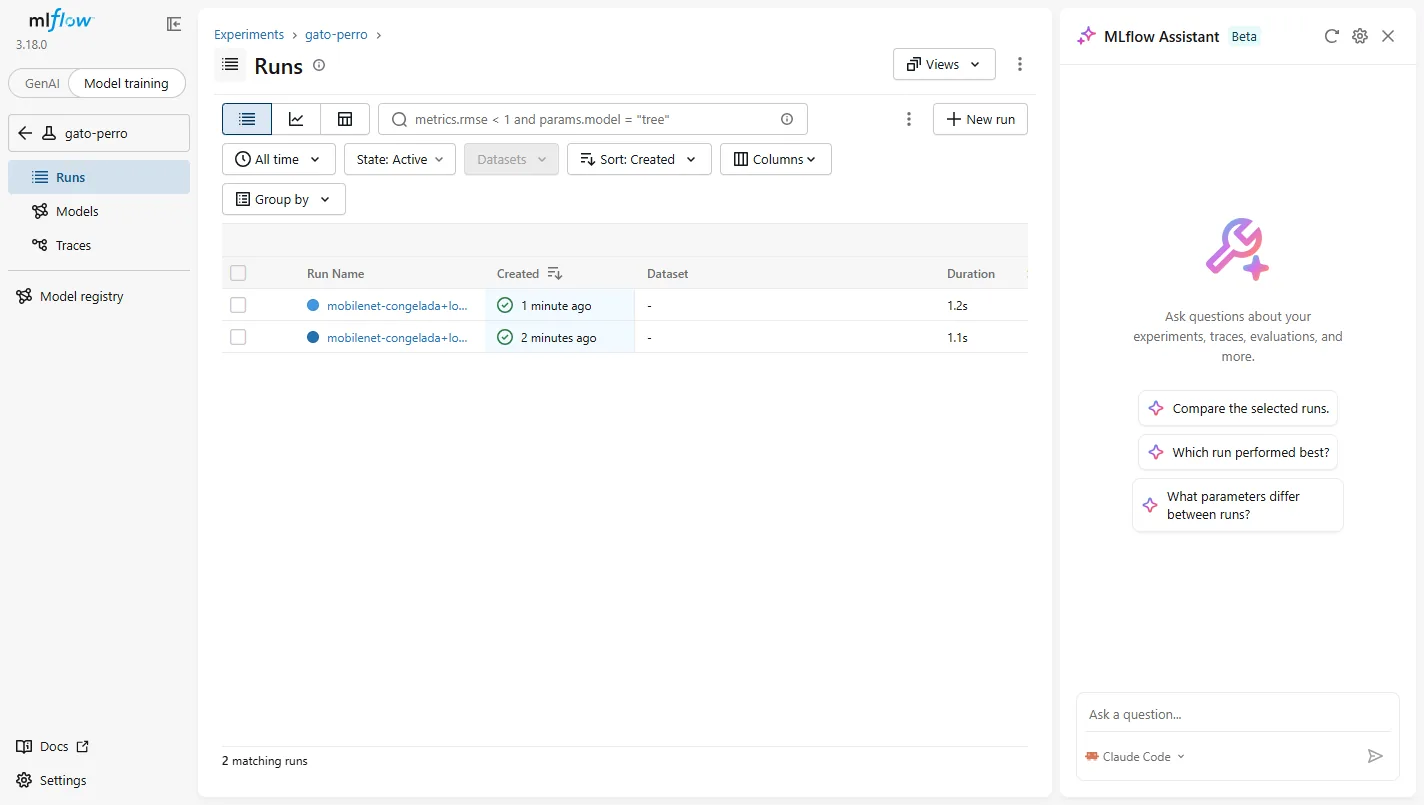 mlflow
3.18.0
GenAI
Model training
gato-perro
Runs
Models
Traces
Model registry
Docs
Settings
Experiments > gato-perro >
Runs
Views
metrics.rmse < 1 and params.model = "tree"
New run
All time
State: Active
Datasets
Sort: Created
Columns
Group by
Run Name
Created
Dataset
Duration
mobilenet-congelada+lo...
1 minute ago
-
1.2s
mobilenet-congelada+lo...
2 minutes ago
-
1.1s
2 matching runs
MLflow Assistant
Beta
Ask questions about your
experiments, traces, evaluations, and
more.
Compare the selected runs.
Which run performed best?
What parameters differ
between runs?
Ask a question...
Claude Code